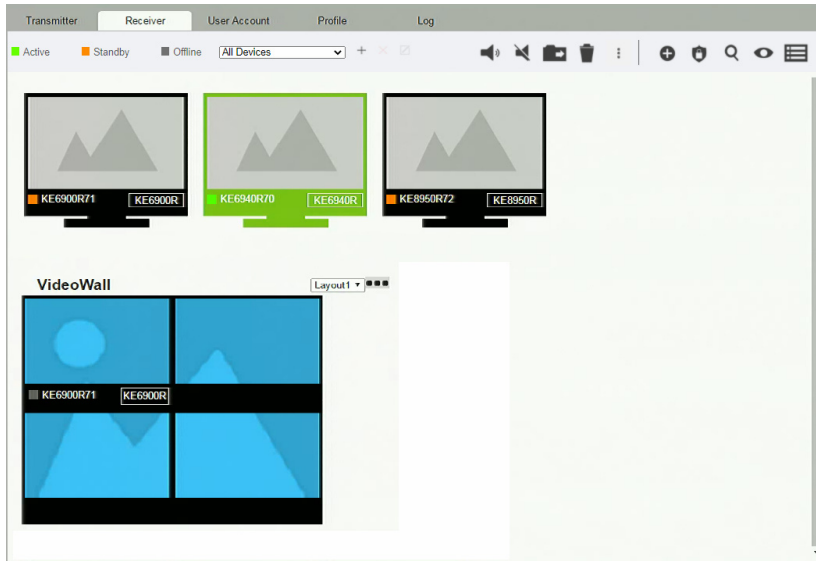 Transmitter Receiver User Account Profile Log
Active Standby Offline All Devices
KE6900R71 KE6900R KE6940R70 KE6940R KE8950R72 KE8950R
VideoWall Layout1
KE6900R71 KE6900R